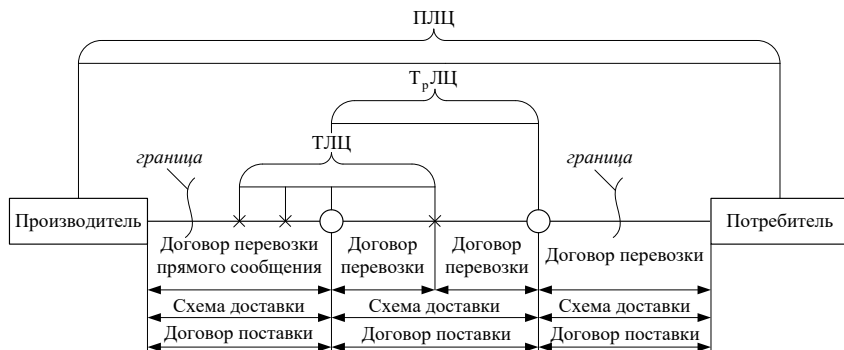 ПЛЦ
ТрЛЦ
ТЛЦ
граница
граница
Производитель
Потребитель
Договор перевозки
прямого сообщения
Договор
перевозки
Договор
перевозки
Договор перевозки
Схема доставки
Схема доставки
Схема доставки
Договор поставки
Договор поставки
Договор поставки